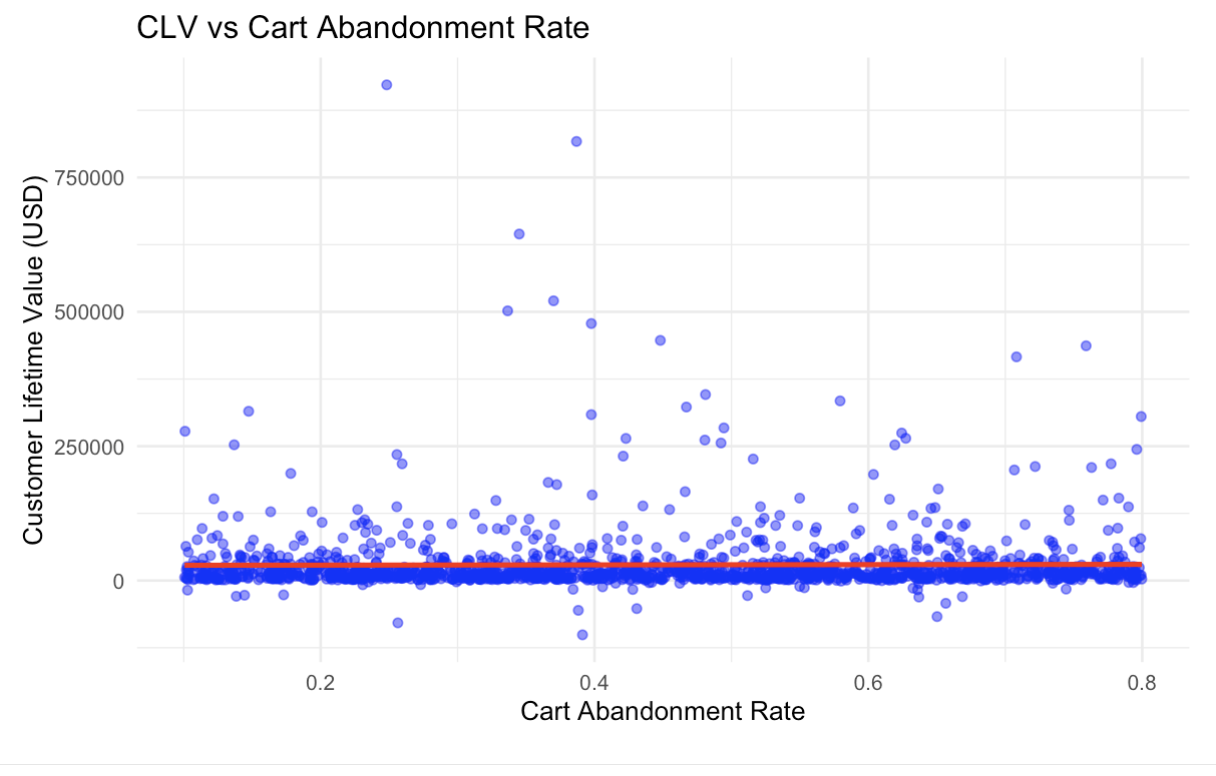 CLV vs Cart Abandonment Rate
Customer Lifetime Value (USD)
750000
500000
250000
0
0.2 0.4 0.6 0.8
Cart Abandonment Rate